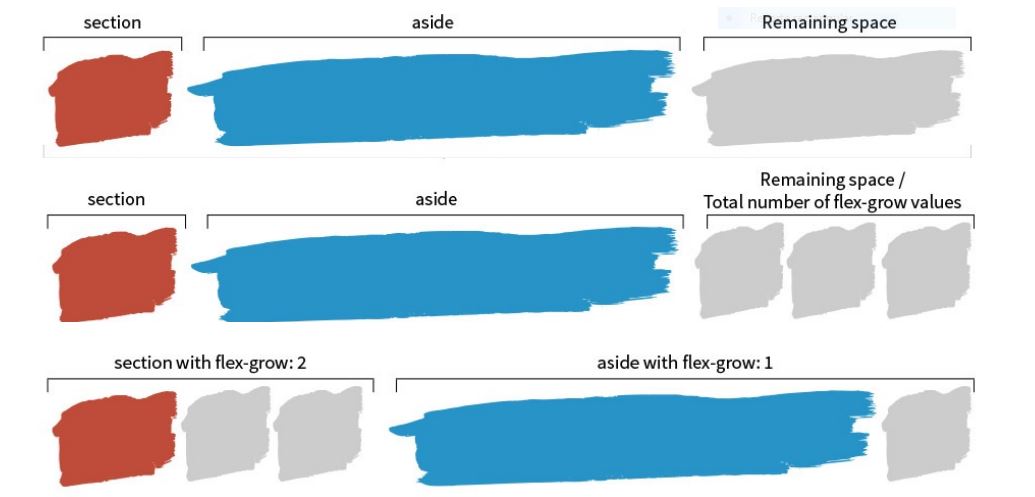 section
aside
Remaining space
section
aside
Remaining space /
Total number of flex-grow values
section with flex-grow: 2
aside with flex-grow: 1